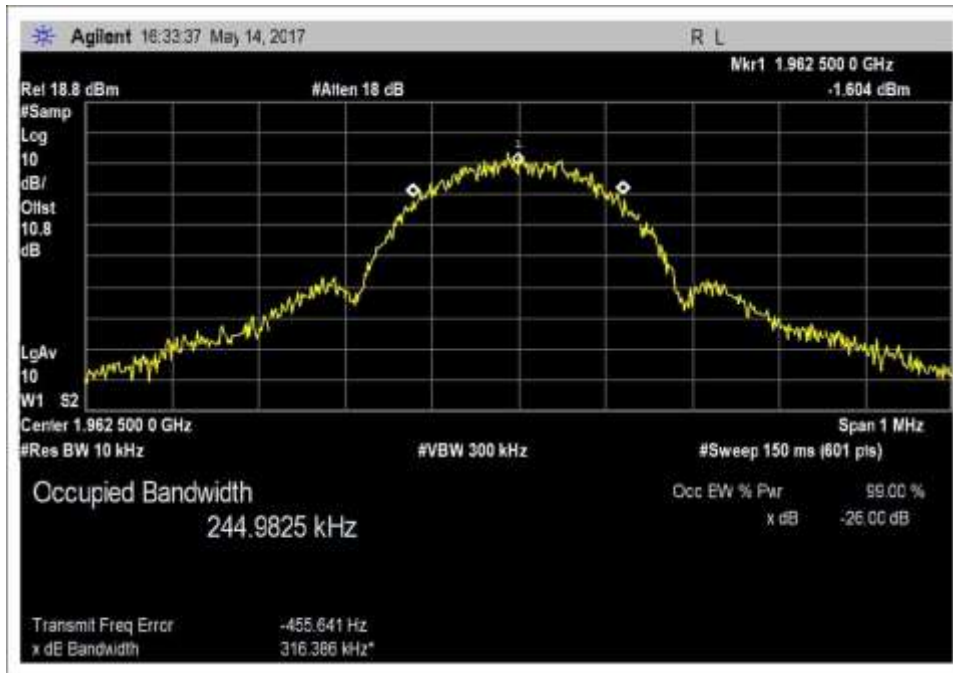 Agilent 16:33:37 May 14, 2017 R L
Mkr1 1.962 500 0 GHz
Ref 18.8 dBm #Atten 18 dB -1.604 dBm
#Samp
Log
10
dB/
Offst
10.8
dB
1
LgAv
10
W1 S2
Center 1.962 500 0 GHz Span 1 MHz
#Res BW 10 kHz #VBW 300 kHz #Sweep 150 ms (601 pts)
Occupied Bandwidth Occ BW % Pwr 99.00 %
244.9825 kHz x dB -26.00 dB
Transmit Freq Error -455.641 Hz
x dB Bandwidth 316.386 kHz*